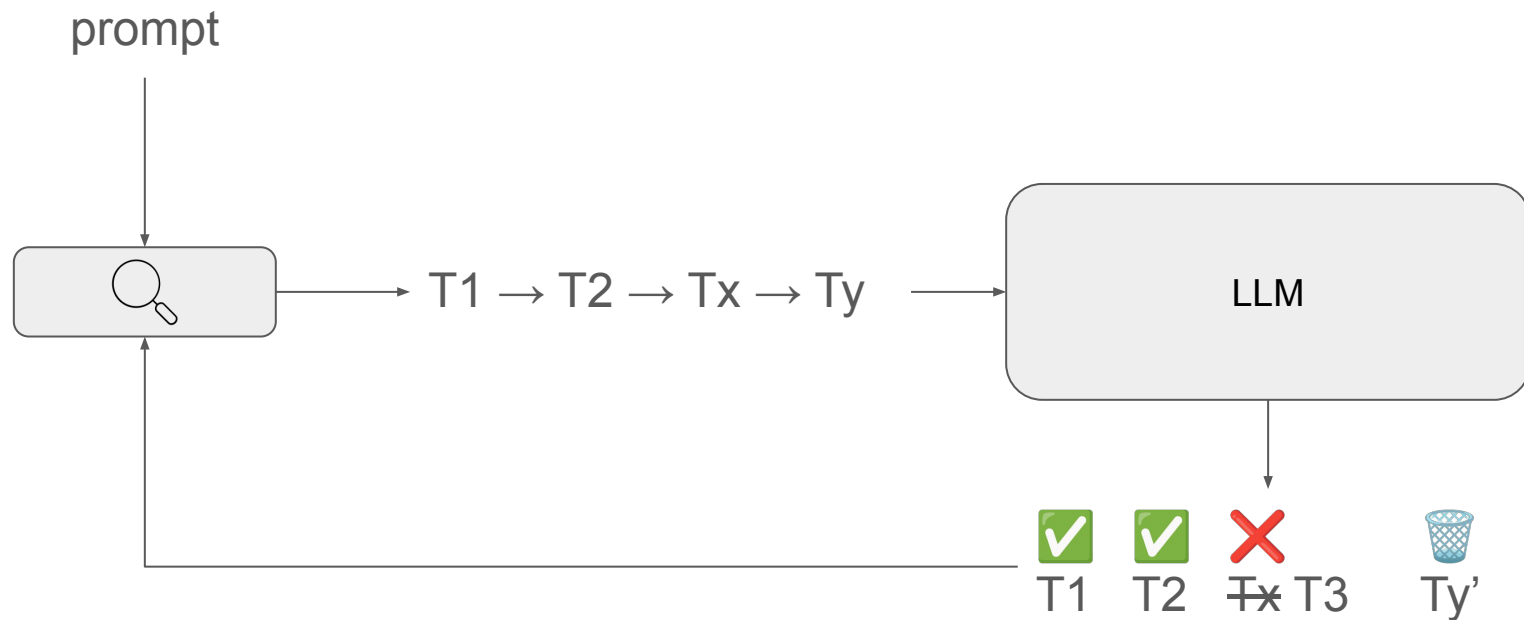 prompt
T1 → T2 → Tx → Ty
LLM
T1 T2 Tx T3 Ty’